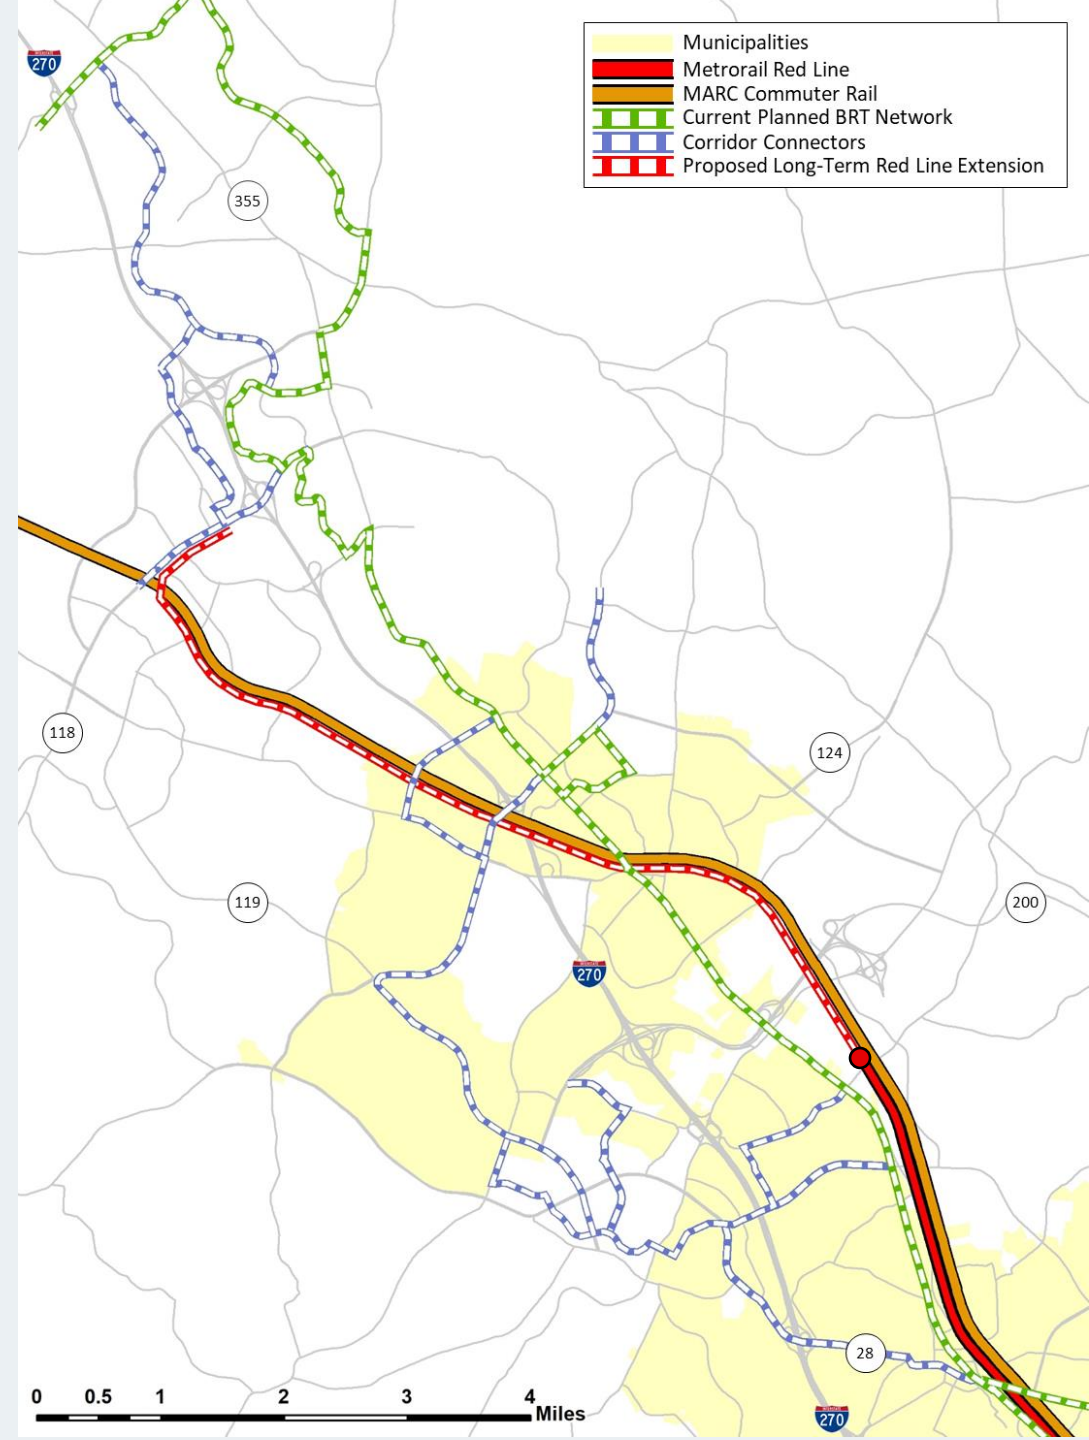 Municipalities
Metrorail Red Line
MARC Commuter Rail
Current Planned BRT Network
Corridor Connectors
Proposed Long-Term Red Line Extension
270
355
118
124
119
200
270
28
0 0.5 1 2 3 4
Miles
270